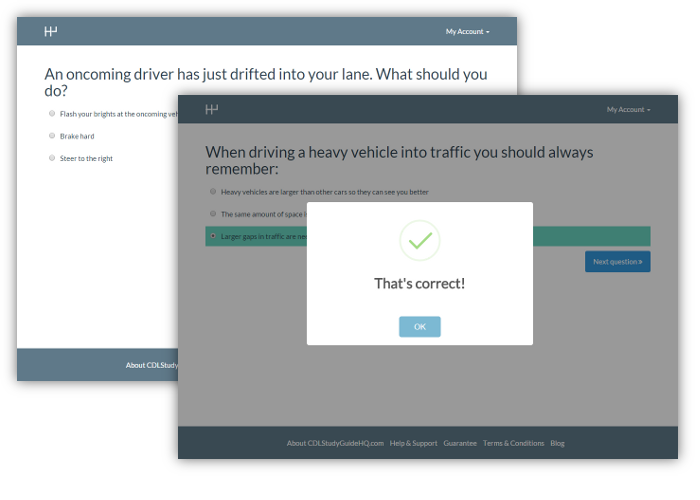 My Account
An oncoming driver has just drifted into your lane. What should you
do?
Flash your brights at the oncoming
Brake hard
Steer to the right
About
My Account
When driving a heavy vehicle into traffic you should always
remember:
Heavy vehicles are larger than other cars so they can see you better
The same amount of space
Larger gaps in traffic are
Next question »
That's correct!
OK
About CDLStudyGuideHQ.com Help & Support Guarantee Terms & Conditions Blog